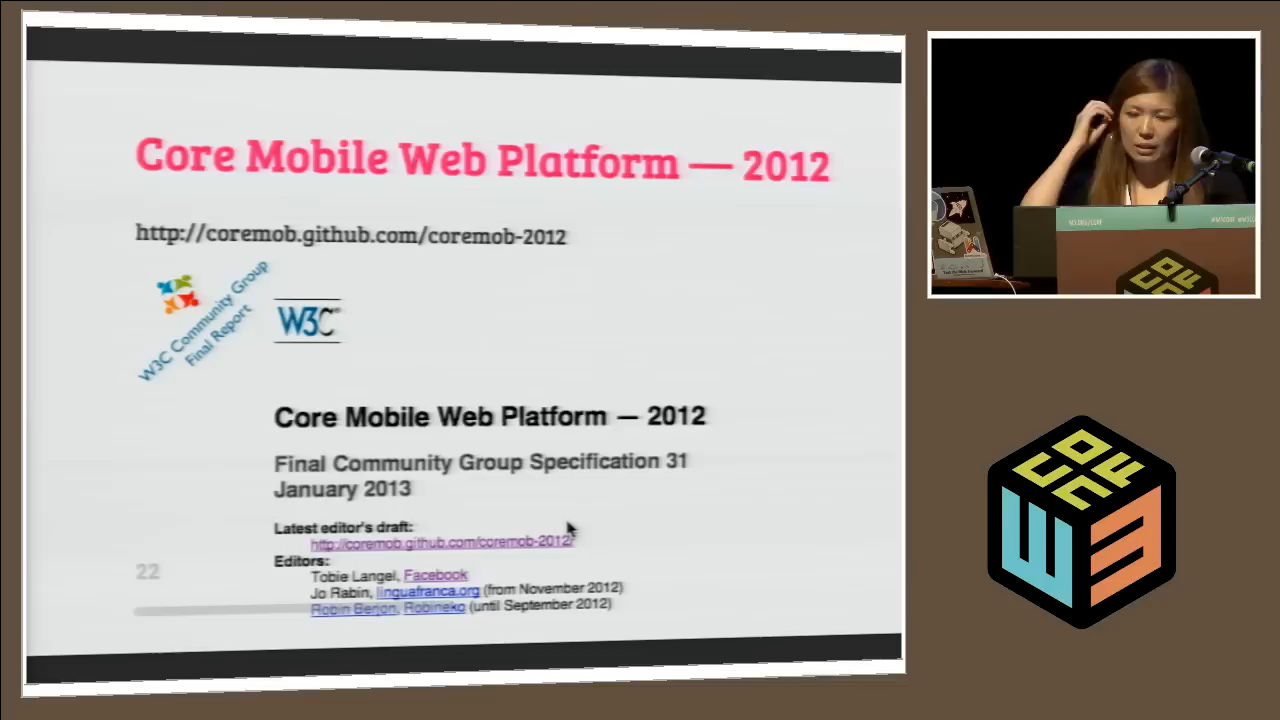 Core Mobile Web Platform — 2012
http://coremob.github.com/coremob-2012
W3C Community Group
Final Report
W3C
Core Mobile Web Platform — 2012
Final Community Group Specification 31
January 2013
Latest editor's draft:
http://coremob.github.com/coremob-2012/
Editors:
Tobie Langel, Facebook
Jo Rabin, linguafranca.org (from November 2012)
Robin Berjon, Robineko (until September 2012)
22
W3.ORG/CONF
CONF
W3